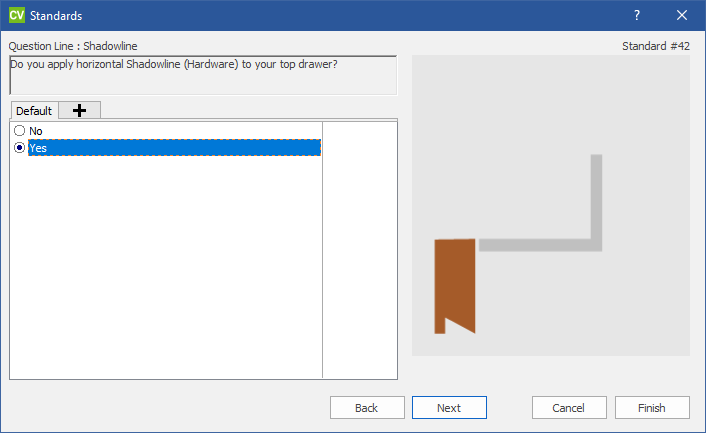 CV Standards ? ×
Question Line : Shadowline
Standard #42
Do you apply horizontal Shadowline (Hardware) to your top drawer?
Default +
No
Yes
Back Next Cancel Finish